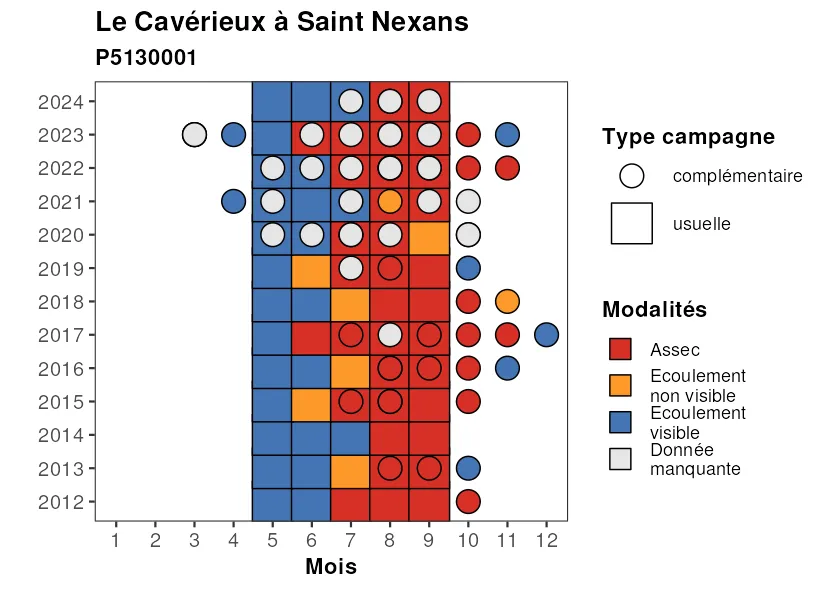 Le Cavérieux à Saint Nexans
P5130001
2024
2023
2022
2021
2020
2019
2018
2017
2016
2015
2014
2013
2012
1 2 3 4 5 6 7 8 9 10 11 12
Mois
Type campagne
complémentaire
usuelle
Modalités
Assec
Ecoulement
non visible
Ecoulement
visible
Donnée
manquante